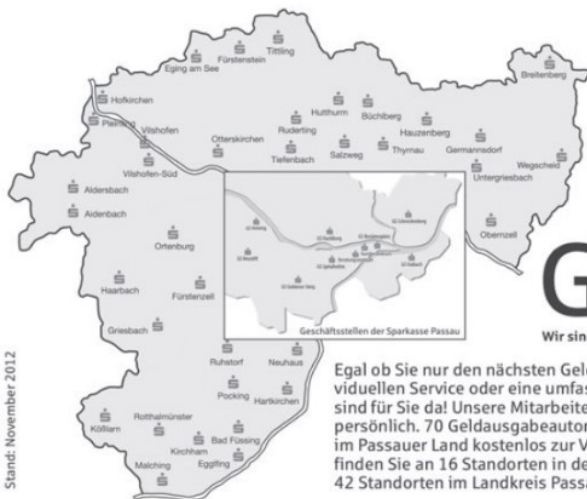 Tittling
Fürstenstein
Eging am See
Breitenberg
Hofkirchen
Hutthurm
Büchlberg
Pleinting
Hauzenberg
Vilshofen
Ruderting
Otterskirchen
Salzweg
Thyrnau
Germannsdorf
Tiefenbach
Vilshofen-Süd
Wegscheid
Untergriesbach
Aldersbach
Aidenbach
Obernzell
Ortenburg
Haarbach
Fürstenzell
Griesbach
Geschäftsstellen der Sparkasse Passau
Ruhstorf
Neuhaus
Pocking
Hartkirchen
Kößlarn
Rotthalmünster
Bad Füssing
Kirchham
Egglfing
Malching
Stand: November 2012
G
Wir sin
Egal ob Sie nur den nächsten Geld
viduellen Service oder eine umfas
sind für Sie da! Unsere Mitarbeite
persönlich. 70 Geldausgabeautom
im Passauer Land kostenlos zur V
finden Sie an 16 Standorten in de
42 Standorten im Landkreis Passa